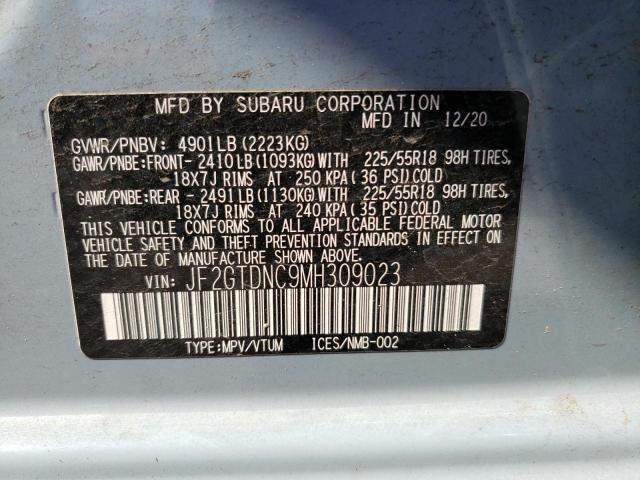 MFD BY SUBARU CORPORATION
MFD IN 12/20
GVWR/PNBV: 4901LB (2223KG)
GAWR/PNBE:FRONT- 2410LB(1093KG)WITH 225/55R18 98H TIRES,
18X7J RIMS AT 250 KPA ( 36 PSI) COLD
GAWR/PNBE:REAR - 2491 LB(1130KG)WITH 225/55R18 98H TIRES,
18X7J RIMS AT 240 KPA( 35 PSI)COLD
THIS VEHICLE CONFORMS TO ALL APPLICABLE FEDERAL MOTOR
VEHICLE SAFETY AND THEFT PREVENTION STANDARDS IN
EFFECT ON THE DATE OF MANUFACTURE SHOWN ABOVE.
VIN: JF2GTDNC9MH309023
TYPE:MPV/VTUM ICES/NMB-002